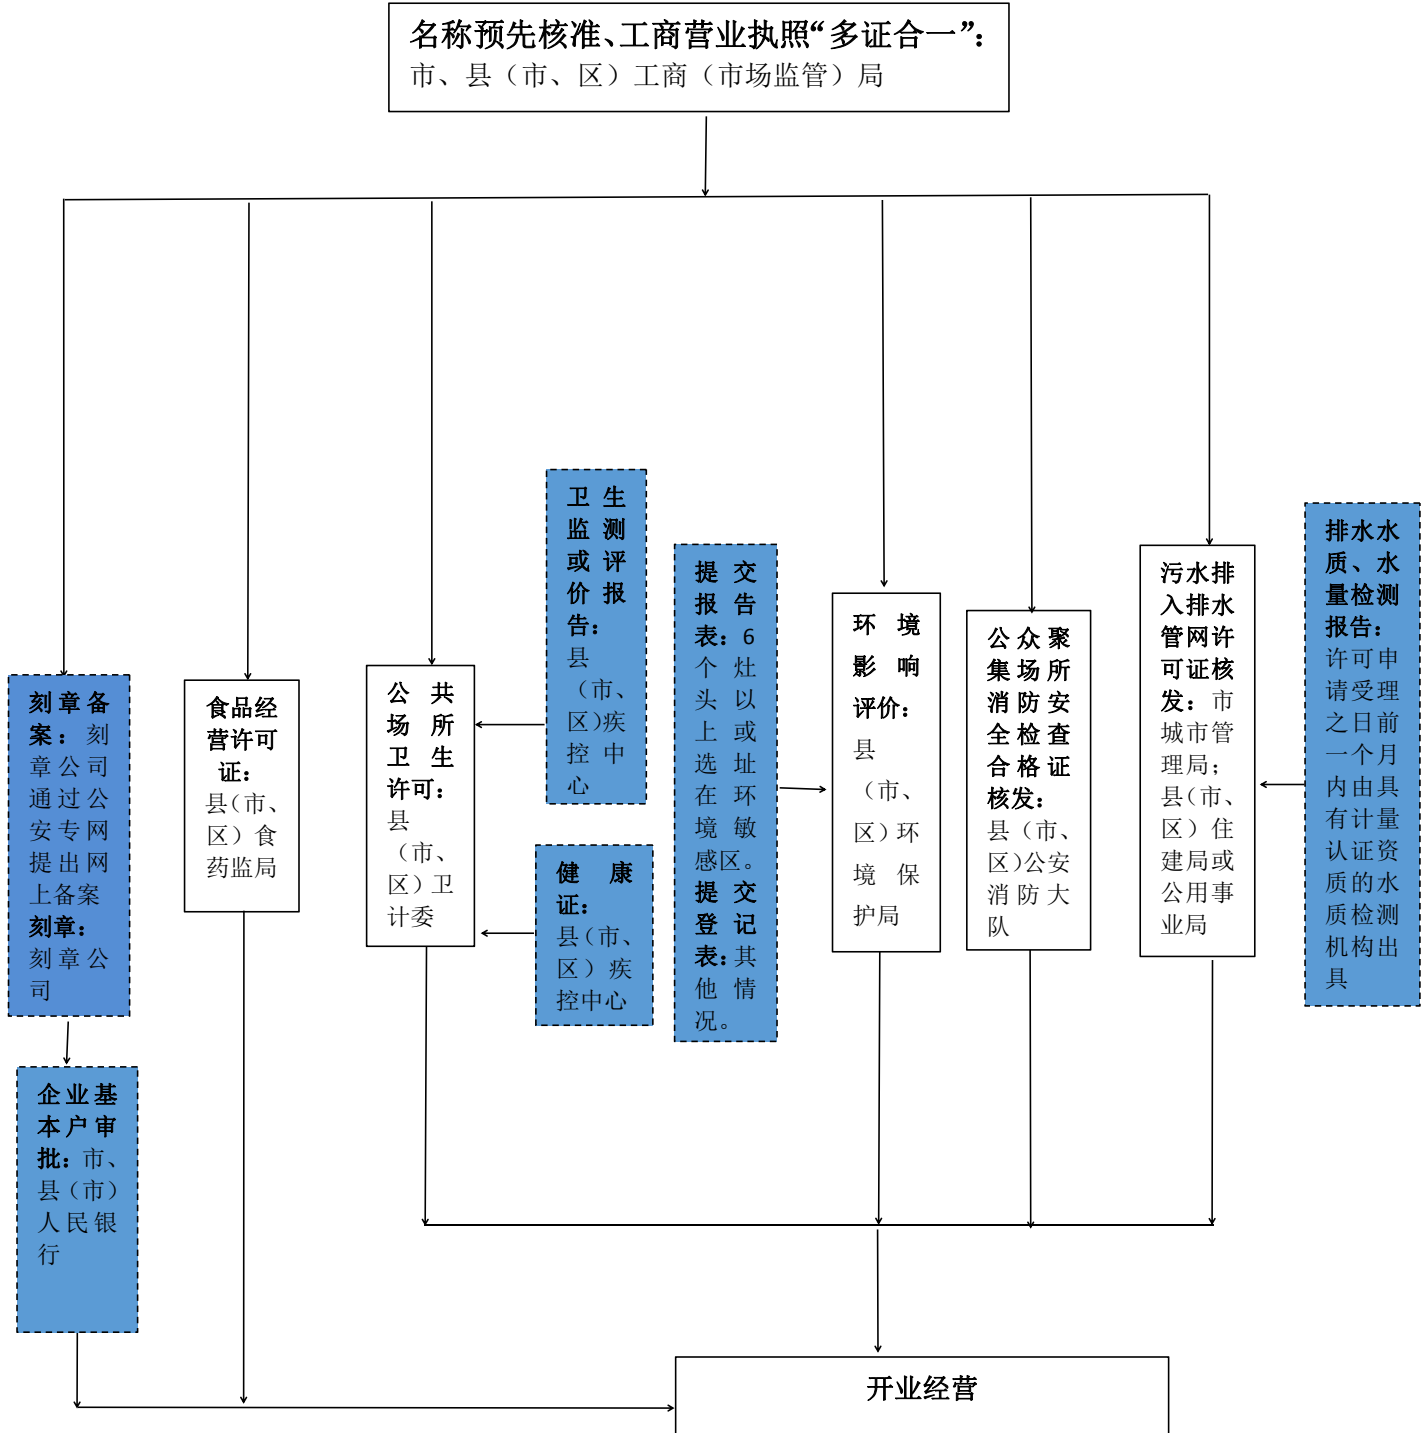 名称预先核准、工商营业执照“多证合一”：
市、县（市、区）工商（市场监管）局
刻章备
案：刻
章公司
通过公
安专网
提出网
上备案
刻章：
刻章公
司
企业基
本户审
批：市、
县（市）
人民银
行
食品经
营许可
证：
县（市、
区）食
药监局
公共
场所
卫生
许可：
县
（市、
区）卫
计委
卫生
监测
或评
价报
告：
县
（市、
区）疾
控中
心
健康
证：
县（市、
区）疾
控中心
提交
报告
表：6
个灶
头以
上或
选址
在环
境敏
感区。
提交
登记
表：其
他情
况。
环境
影响
评价：
县
（市、
区）环
境保
护局
公众聚
集场所
消防安
全检查
合格证
核发：
县（市、
区）公安
消防大
队
污水排
入排水
管网许
可证核
发：市
城市管
理局；
县（市、
区）住
建局或
公用事
业局
排水水
质、水
量检测
报告：
许可申
请受理
之日前
一个月
内由具
有计量
认证资
质的水
质检测
机构出
具
开业经营